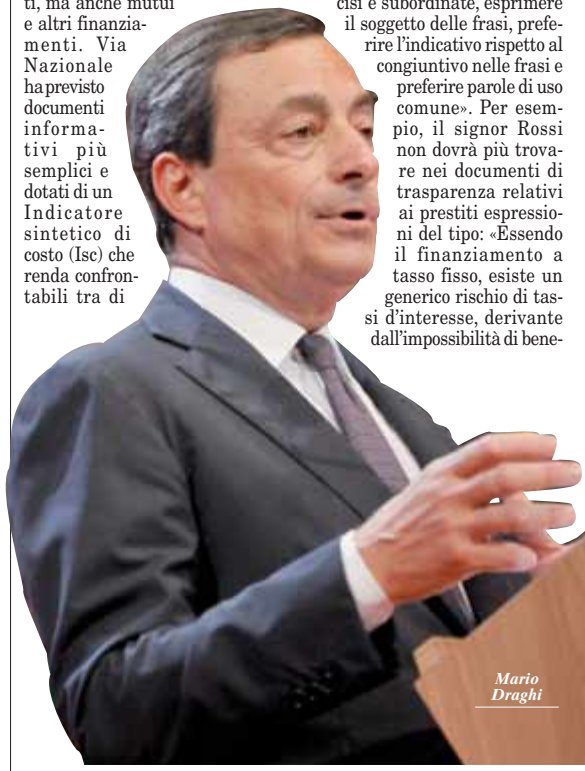 ti, ma anche mutui
e altri finanzia-
menti. Via
Nazionale
ha previsto
documenti
informa-
tivi più
semplici e
dotati di un
Indicatore
sintetico di
costo (Isc) che
renda confron-
tabili tra di
cisi e subordinate, esprimere
il soggetto delle frasi, prefe-
rire l'indicativo rispetto al
congiuntivo nelle frasi e
preferire parole di uso
comune». Per esem-
pio, il signor Rossi
non dovrà più trova-
re nei documenti di
trasparenza relativi
ai prestiti espressio-
ni del tipo: «Essendo
il finanziamento a
tasso fisso, esiste un
generico rischio di tas-
si d'interesse, derivante
dall'impossibilità di bene-
Mario
Draghi